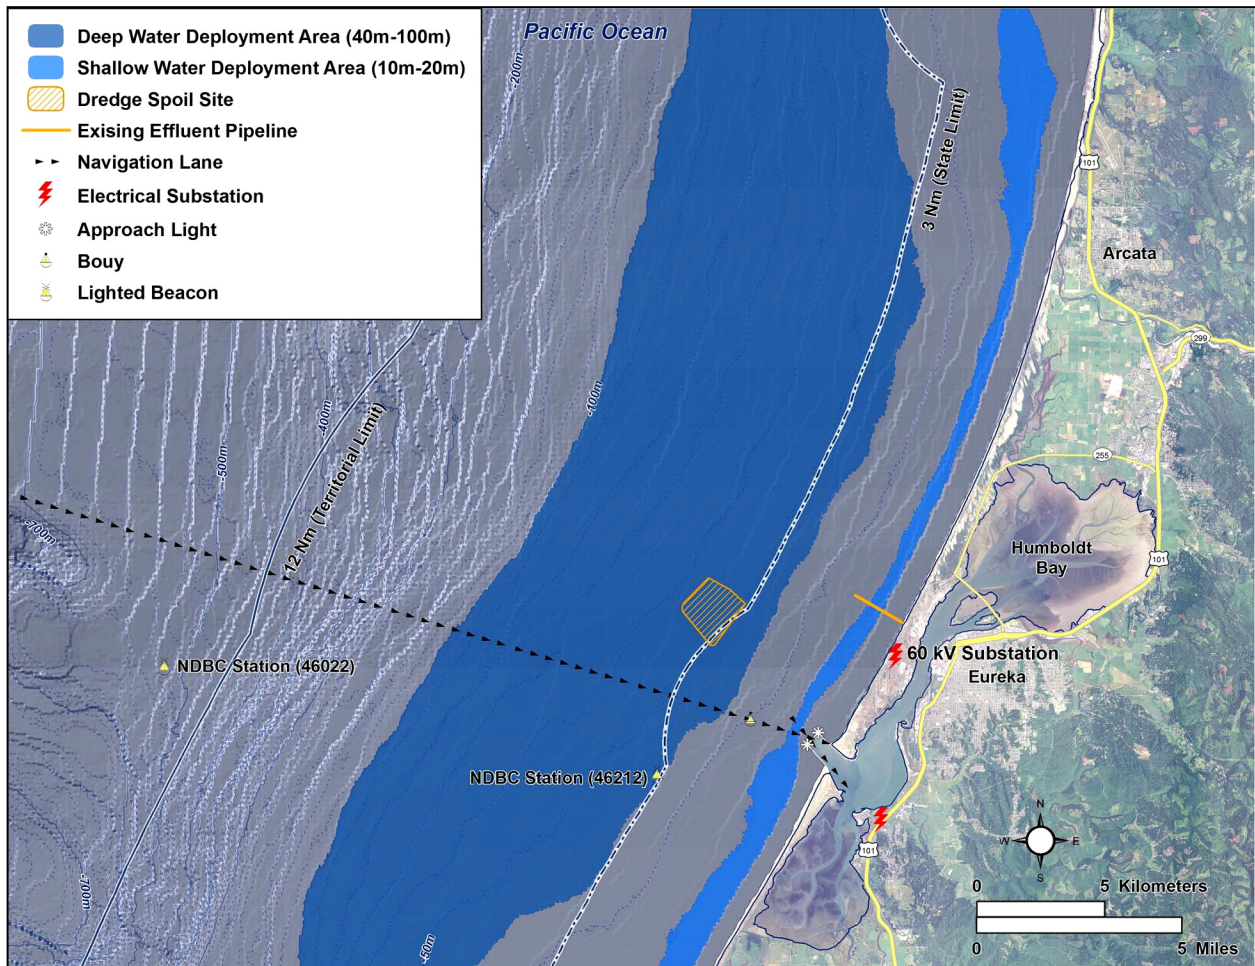 Deep Water Deployment Area (40m-100m)
Shallow Water Deployment Area (10m-20m)
Dredge Spoil Site
Exising Effluent Pipeline
Navigation Lane
Electrical Substation
Approach Light
Bouy
Lighted Beacon
Pacific Ocean
-200m
3 Nm (State Limit)
101
Arcata
299
-100m
-400m
12 Nm (Territorial Limit)
-500m
255
-700m
Humboldt
Bay
101
NDBC Station (46022)
60 kV Substation
Eureka
NDBC Station (46212)
101
N
W
E
S
-700m
-50m
0
5 Kilometers
0
5 Miles